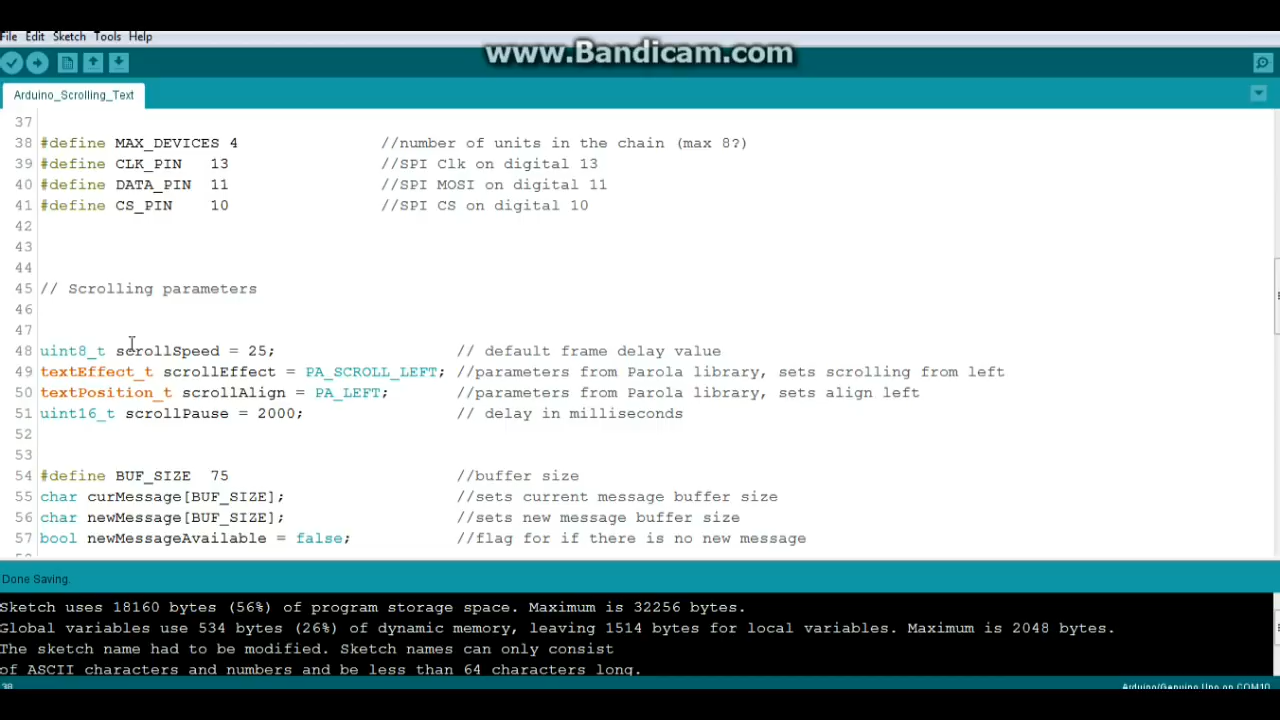 www.Bandicam.com
File Edit Sketch Tools Help
Arduino_Scrolling_Text
37
38 #define MAX_DEVICES 4 //number of units in the chain (max 8?)
39 #define CLK_PIN 13 //SPI Clk on digital 13
40 #define DATA_PIN 11 //SPI MOSI on digital 11
41 #define CS_PIN 10 //SPI CS on digital 10
42
43
44
45 // Scrolling parameters
46
47
48 uint8_t scrollSpeed = 25; // default frame delay value
49 textEffect_t scrollEffect = PA_SCROLL_LEFT; //parameters from Parola library, sets scrolling from left
50 textPosition_t scrollAlign = PA_LEFT; //parameters from Parola library, sets align left
51 uint16_t scrollPause = 2000; // delay in milliseconds
52
53
54 #define BUF_SIZE 75 //buffer size
55 char curMessage[BUF_SIZE]; //sets current message buffer size
56 char newMessage[BUF_SIZE]; //sets new message buffer size
57 bool newMessageAvailable = false; //flag for if there is no new message
Done Saving.
Sketch uses 18160 bytes (56%) of program storage space. Maximum is 32256 bytes.
Global variables use 534 bytes (26%) of dynamic memory, leaving 1514 bytes for local variables. Maximum is 2048 bytes.
The sketch name had to be modified. Sketch names can only consist
of ASCII characters and numbers and be less than 64 characters long.
38 Arduino/Genuino Uno on COM10